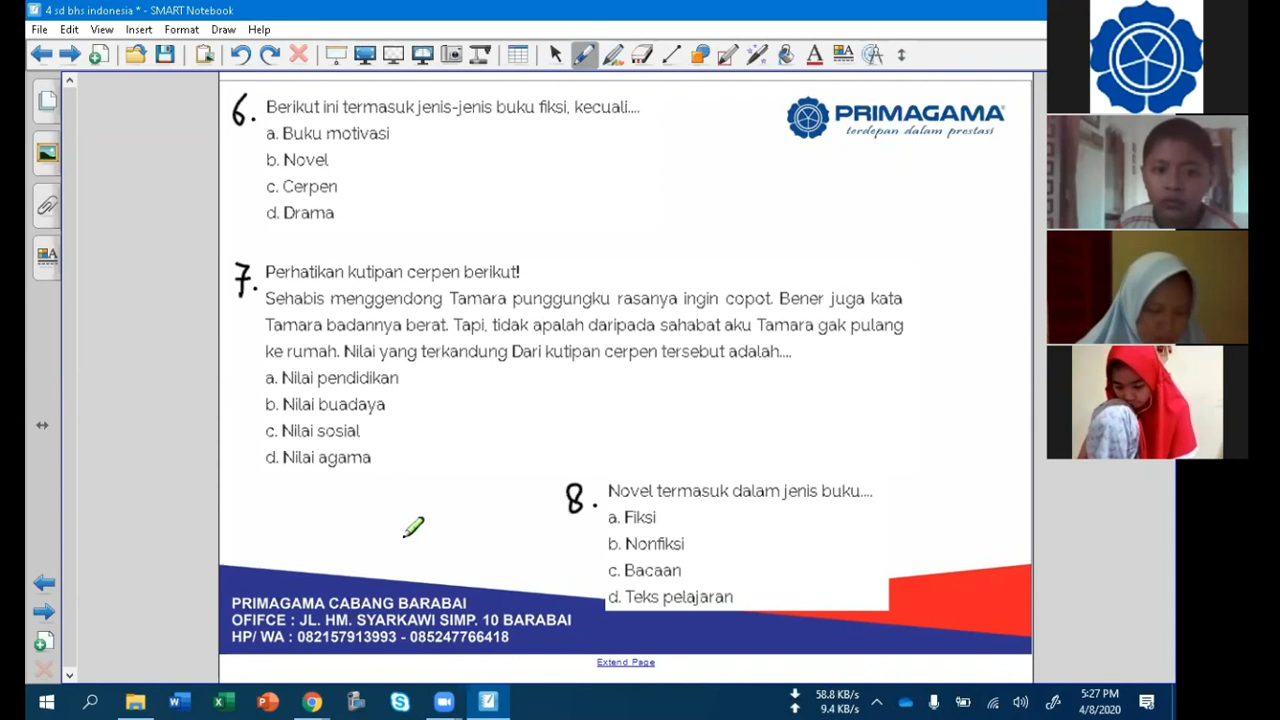 4 sd bhs indonesia * - SMART Notebook
File Edit View Insert Format Draw Help
6. Berikut ini termasuk jenis-jenis buku fiksi, kecuali....
a. Buku motivasi
b. Novel
c. Cerpen
d. Drama
PRIMAGAMA
terdepan dalam prestasi
7. Perhatikan kutipan cerpen berikut!
Sehabis menggendong Tamara punggungku rasanya ingin copot. Bener juga kata
Tamara badannya berat. Tapi, tidak apalah daripada sahabat aku Tamara gak pulang
ke rumah. Nilai yang terkandung Dari kutipan cerpen tersebut adalah....
a. Nilai pendidikan
b. Nilai buadaya
c. Nilai sosial
d. Nilai agama
8. Novel termasuk dalam jenis buku....
a. Fiksi
b. Nonfiksi
c. Bacaan
d. Teks pelajaran
PRIMAGAMA CABANG BARABAI
OFIFCE : JL. HM. SYARKAWI SIMP. 10 BARABAI
HP/ WA : 082157913993 - 085247766418
Extend Page
58.8 KB/s
9.4 KB/s
5:27 PM
4/8/2020